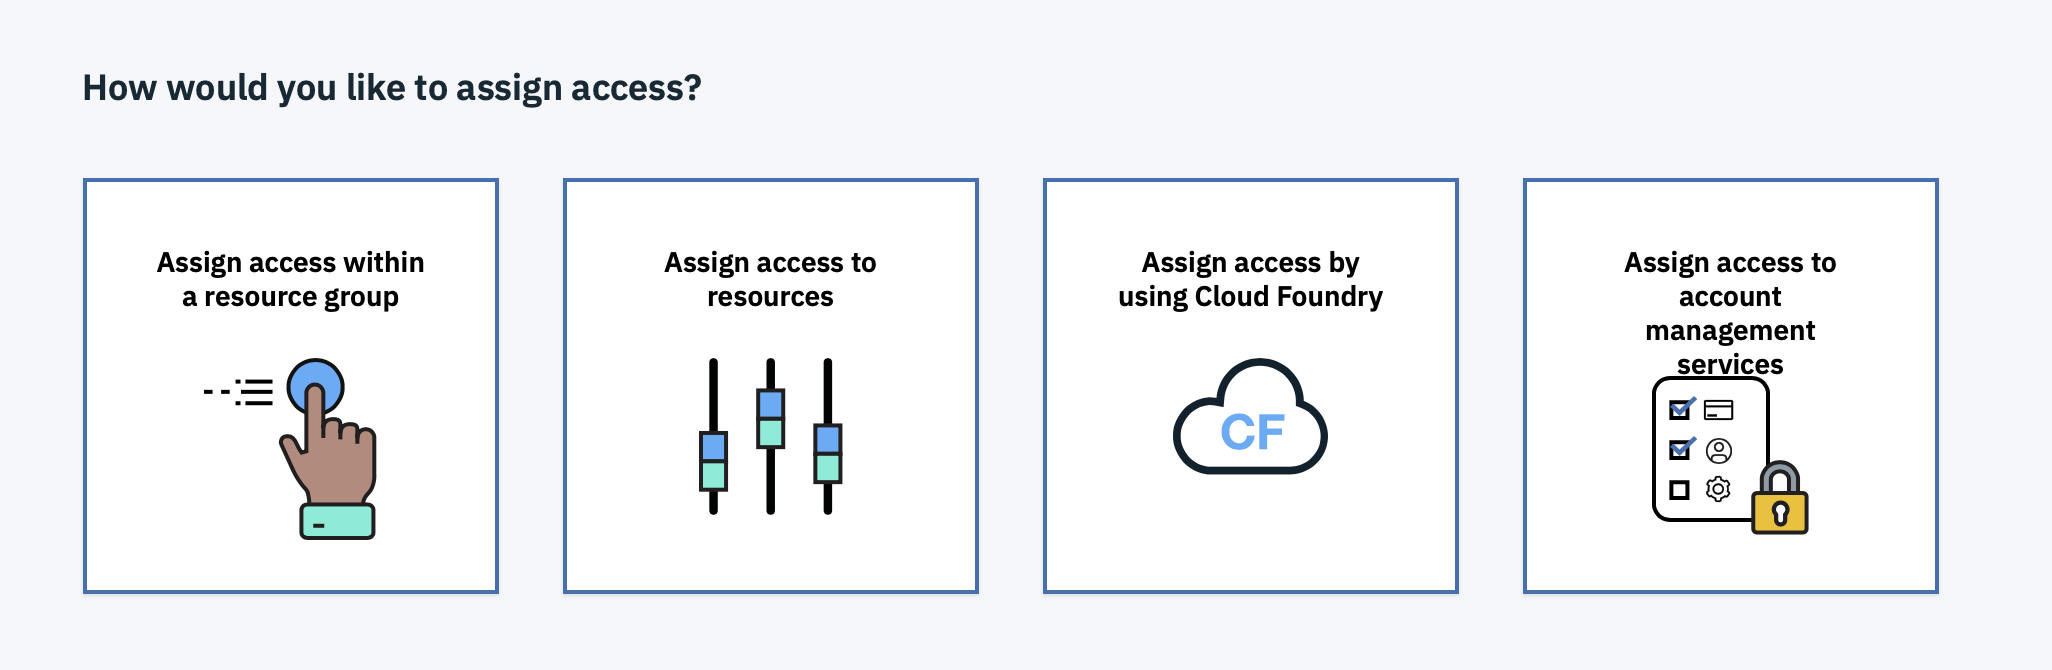 How would you like to assign access?
Assign access within
a resource group
Assign access to
resources
Assign access by
using Cloud Foundry
CF
Assign access to
account
management
services